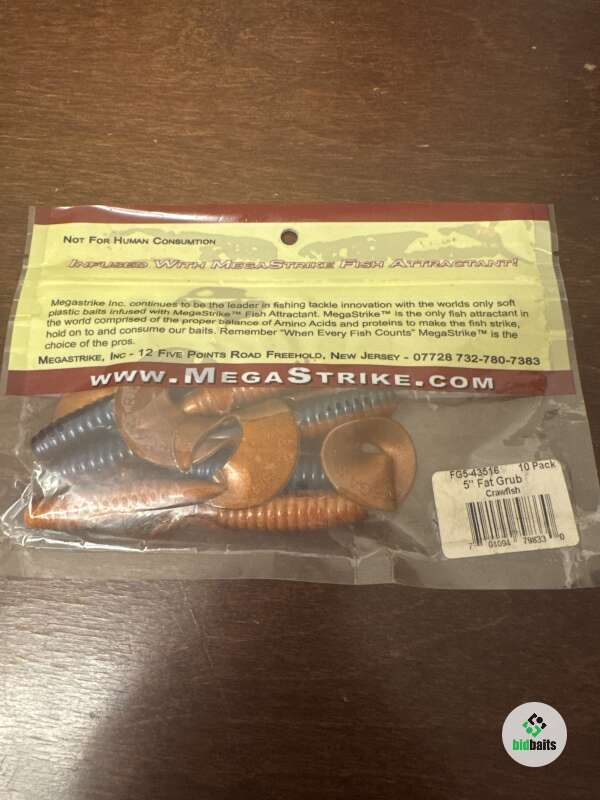 Not For Human Consumtion
Infused With MegaStrike Fish Attractant!
Megastrike Inc. continues to be the leader in fishing tackle innovation with the worlds only soft
plastic baits infused with MegaStrike™ Fish Attractant. MegaStrike™ is the only fish attractant in
the world comprised of the proper balance of Amino Acids and proteins to make the fish strike,
hold on to and consume our baits. Remember "When Every Fish Counts" MegaStrike™ is the
choice of the pros.
Megastrike, Inc - 12 Five Points Road Freehold, New Jersey - 07728 732-780-7383
www.MegaStrike.com
FG5-43516 10 Pack
5" Fat Grub
Crawfish
7 01094 79833 0
bidbaits